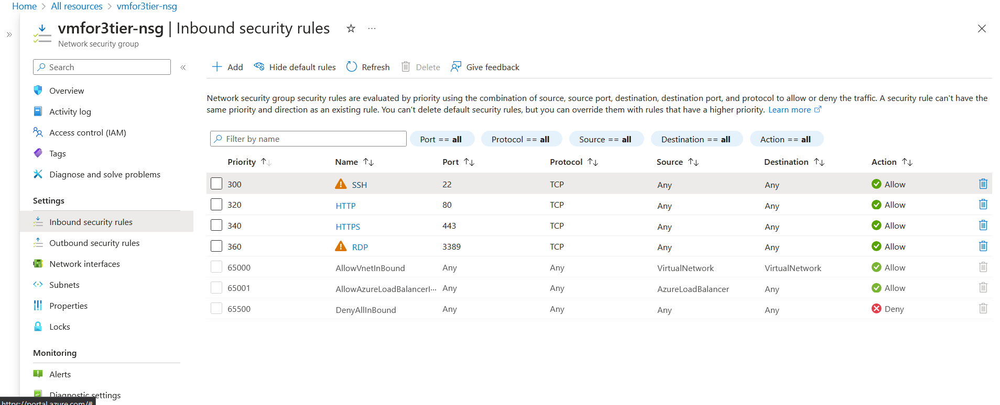 Home > All resources > vmfor3tier-nsg
vmfor3tier-nsg | Inbound security rules
Network security group
Search
Overview
Activity log
Access control (IAM)
Tags
Diagnose and solve problems
Settings
Inbound security rules
Outbound security rules
Network interfaces
Subnets
Properties
Locks
Monitoring
Alerts
Diagnostic settings
https://portal.azure.com/#
Add Hide default rules Refresh Delete Give feedback
Network security group security rules are evaluated by priority using the combination of source, source port, destination, destination port, and protocol to allow or deny the traffic. A security rule can't have the
same priority and direction as an existing rule. You can't delete default security rules, but you can override them with rules that have a higher priority. Learn more
Filter by name Port == all Protocol == all Source == all Destination == all Action == all
Priority Name Port Protocol Source Destination Action
300 SSH 22 TCP Any Any Allow
320 HTTP 80 TCP Any Any Allow
340 HTTPS 443 TCP Any Any Allow
360 RDP 3389 TCP Any Any Allow
65000 AllowVnetInBound Any Any VirtualNetwork VirtualNetwork Allow
65001 AllowAzureLoadBalancerI... Any Any AzureLoadBalancer Any Allow
65500 DenyAllInBound Any Any Any Any Deny